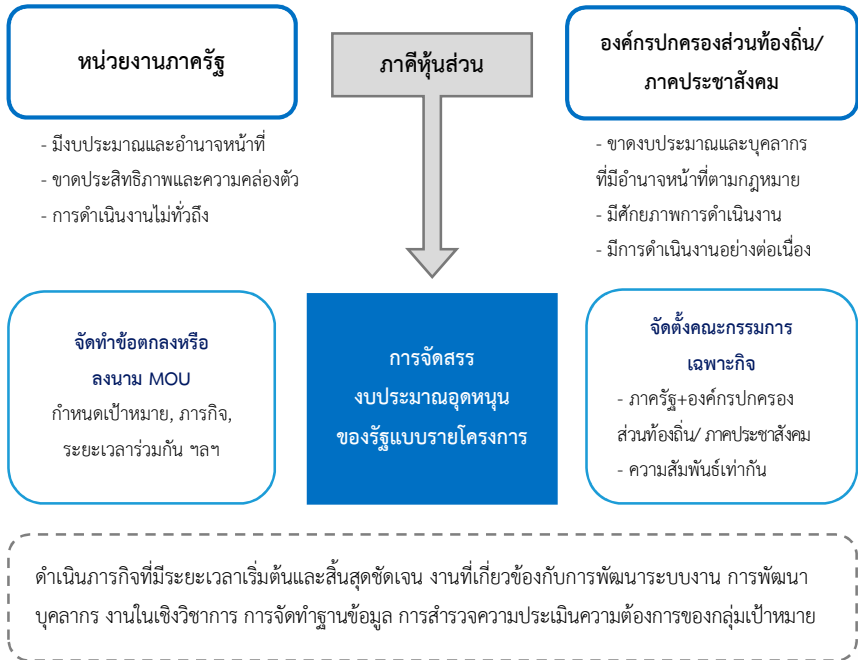 หน่วยงานภาครัฐ
ภาคีหุ้นส่วน
องค์กรปกครองส่วนท้องถิ่น/
ภาคประชาสังคม
- มีงบประมาณและอำนาจหน้าที่
- ขาดประสิทธิภาพและความคล่องตัว
- การดำเนินงานไม่ทั่วถึง
- ขาดงบประมาณและบุคลากร
ที่มีอำนาจหน้าที่ตามกฎหมาย
- มีศักยภาพการดำเนินงาน
- มีการดำเนินงานอย่างต่อเนื่อง
จัดทำข้อตกลงหรือ
ลงนาม MOU
กำหนดเป้าหมาย, ภารกิจ,
ระยะเวลาร่วมกัน ฯลฯ
การจัดสรร
งบประมาณอุดหนุน
ของรัฐแบบรายโครงการ
จัดตั้งคณะกรรมการ
เฉพาะกิจ
- ภาครัฐ+องค์กรปกครอง
ส่วนท้องถิ่น/ ภาคประชาสังคม
- ความสัมพันธ์เท่ากัน
ดำเนินภารกิจที่มีระยะเวลาเริ่มต้นและสิ้นสุดชัดเจน งานที่เกี่ยวข้องกับการพัฒนาระบบงาน การพัฒนา
บุคลากร งานในเชิงวิชาการ การจัดทำฐานข้อมูล การสำรวจความประเมินความต้องการของกลุ่มเป้าหมาย